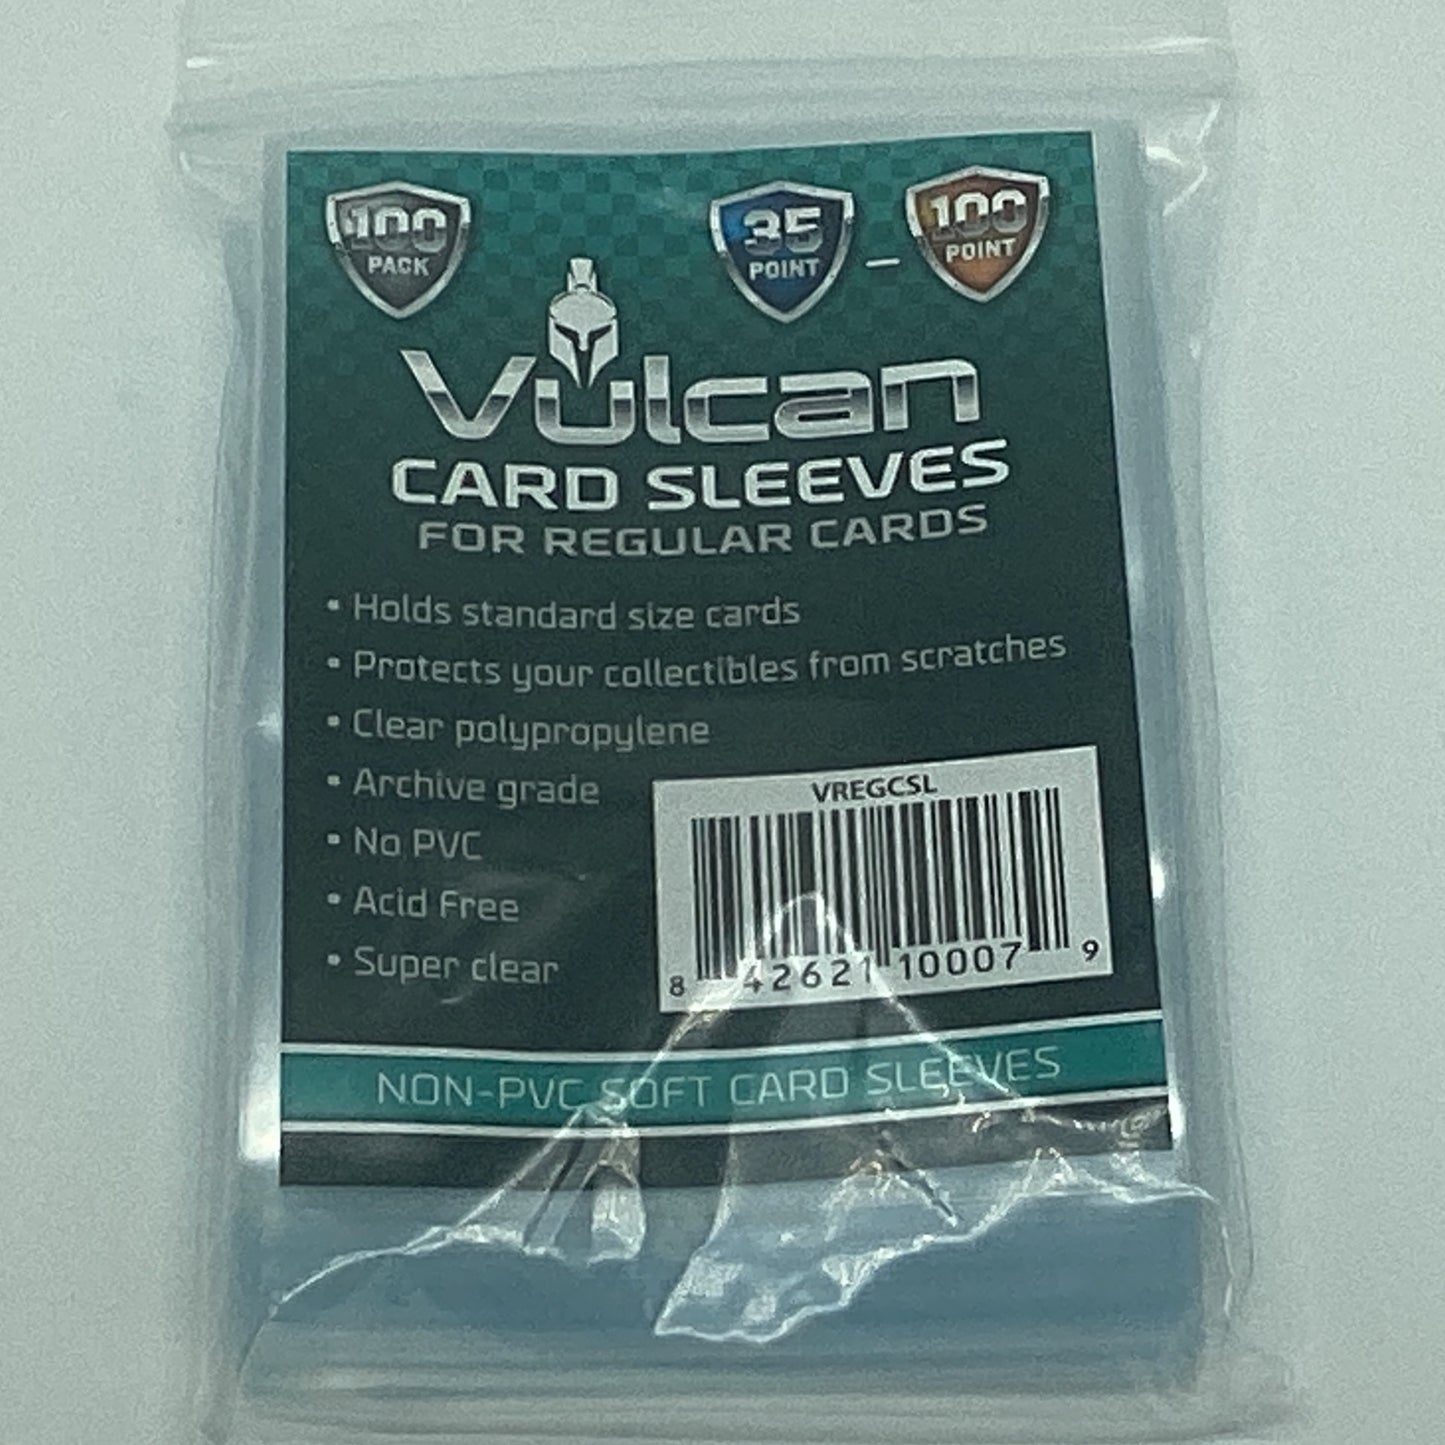 100
PACK
35
POINT
–
100
POINT
Vulcan
CARD SLEEVES
FOR REGULAR CARDS
• Holds standard size cards
• Protects your collectibles from scratches
• Clear polypropylene
• Archive grade
• No PVC
• Acid Free
• Super clear
VREGCSL
8 42621 10007 9
NON-PVC SOFT CARD SLEEVES